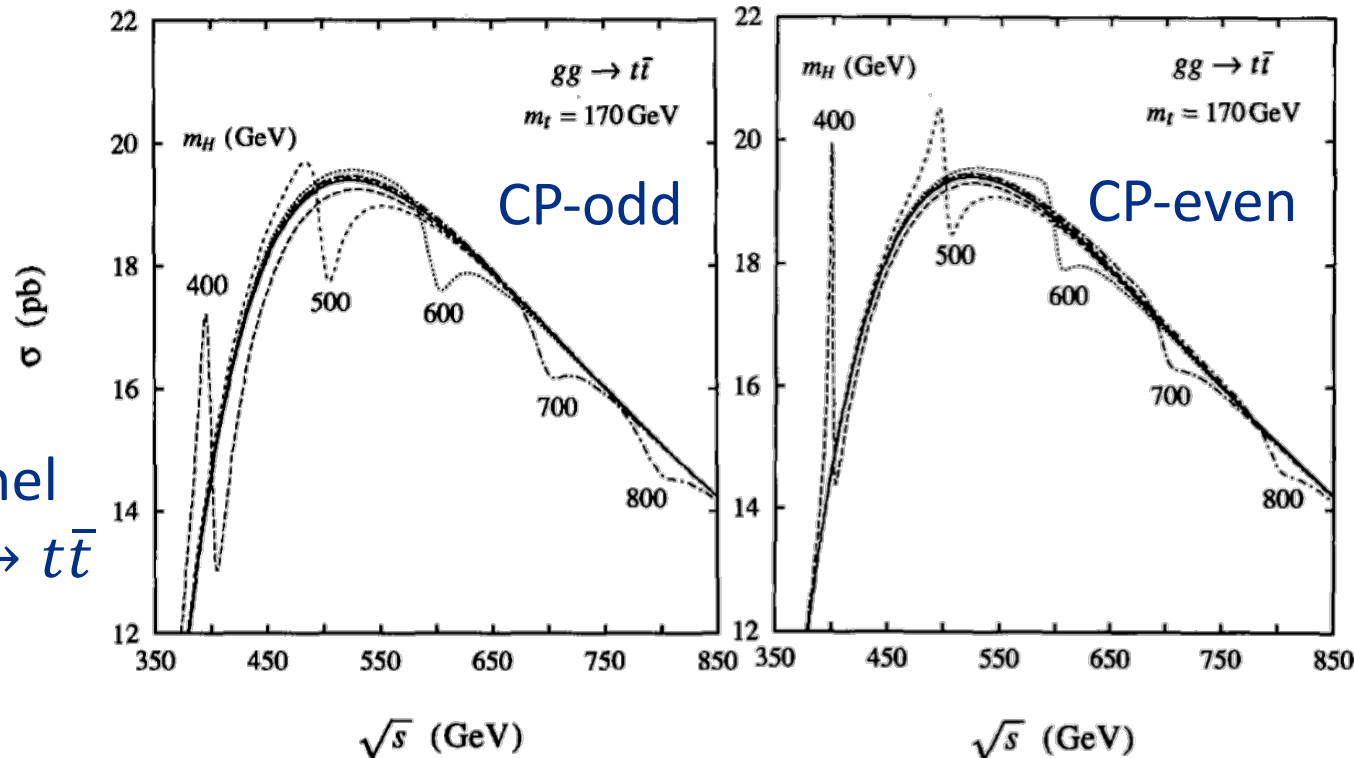 22
20
18
16
14
12
σ (pb)
m_H (GeV)
gg → tt̄
m_t = 170 GeV
CP-odd
400
500
600
700
800
350 450 550 650 750 850
√s (GeV)
22
20
18
16
14
12
m_H (GeV)
gg → tt̄
m_t = 170 GeV
CP-even
400
500
600
700
800
350 450 550 650 750 850
√s (GeV)
nel
→ tt̄